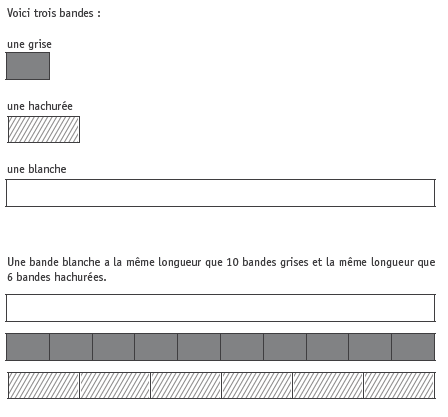 Voici trois bandes :
une grise
une hachurée
une blanche
Une bande blanche a la même longueur que 10 bandes grises et la même longueur que
6 bandes hachurées.